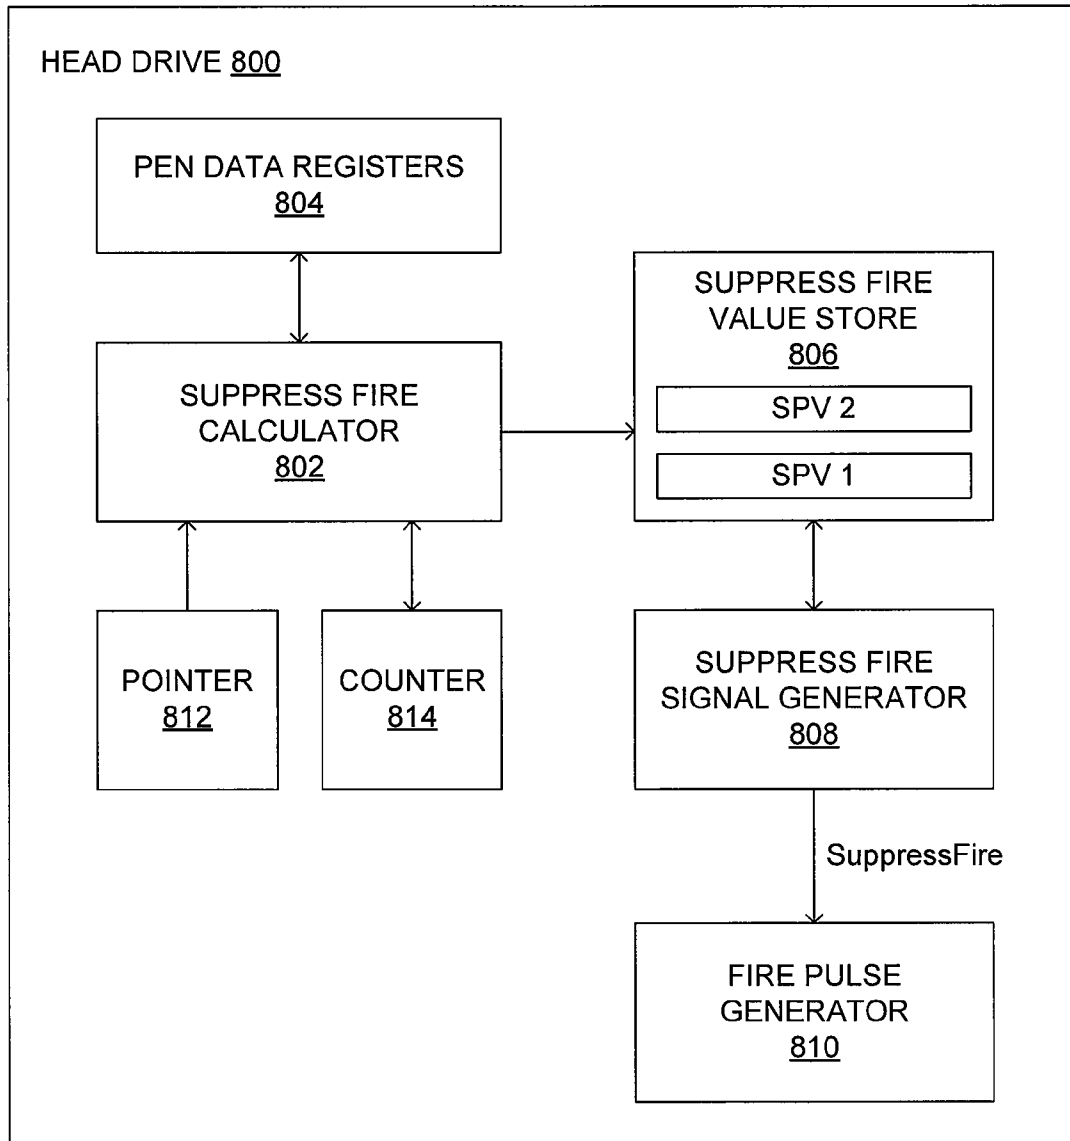 HEAD DRIVE 800
PEN DATA REGISTERS
804
SUPPRESS FIRE
CALCULATOR
802
SUPPRESS FIRE
VALUE STORE
806
SPV 2
SPV 1
POINTER
812
COUNTER
814
SUPPRESS FIRE
SIGNAL GENERATOR
808
SuppressFire
FIRE PULSE
GENERATOR
810